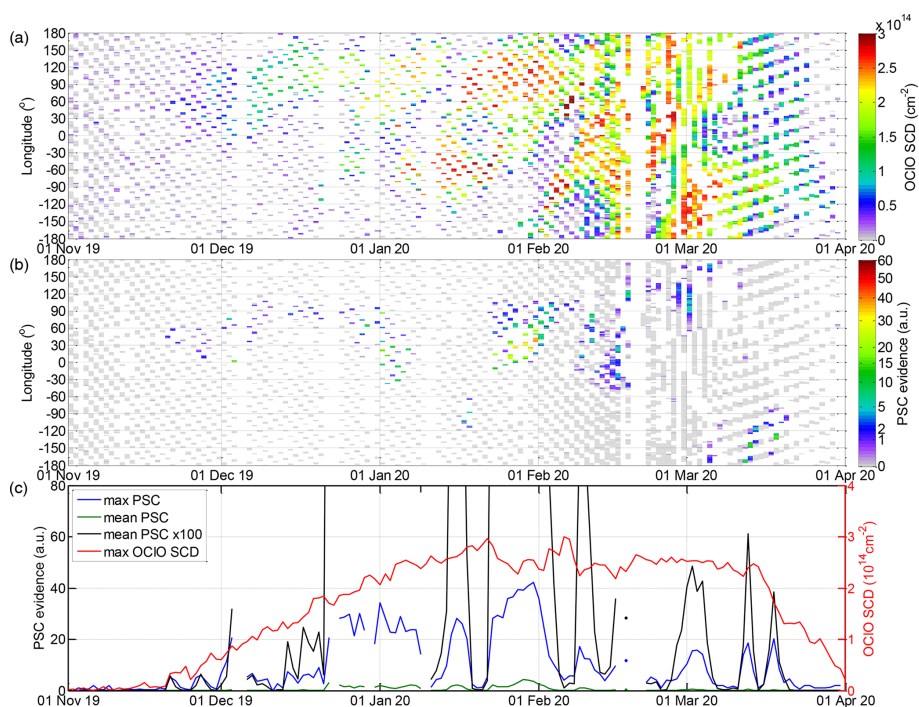 (a)
x 10^14
180
150
120
90
60
30
0
-30
-60
-90
-120
-150
-180
Longitude (°)
01 Nov 19
01 Dec 19
01 Jan 20
01 Feb 20
01 Mar 20
01 Apr 20
3
2.5
2
1.5
1
0.5
0
OClO SCD (cm-2)
(b)
180
150
120
90
60
30
0
-30
-60
-90
-120
-150
-180
Longitude (°)
01 Nov 19
01 Dec 19
01 Jan 20
01 Feb 20
01 Mar 20
01 Apr 20
60
50
40
30
20
15
10
5
2
1
0
PSC evidence (a.u.)
(c)
80
60
40
20
0
PSC evidence (a.u.)
max PSC
mean PSC
mean PSC x100
max OClO SCD
01 Nov 19
01 Dec 19
01 Jan 20
01 Feb 20
01 Mar 20
01 Apr 20
4
3
2
1
0
OClO SCD (10^14cm-2)